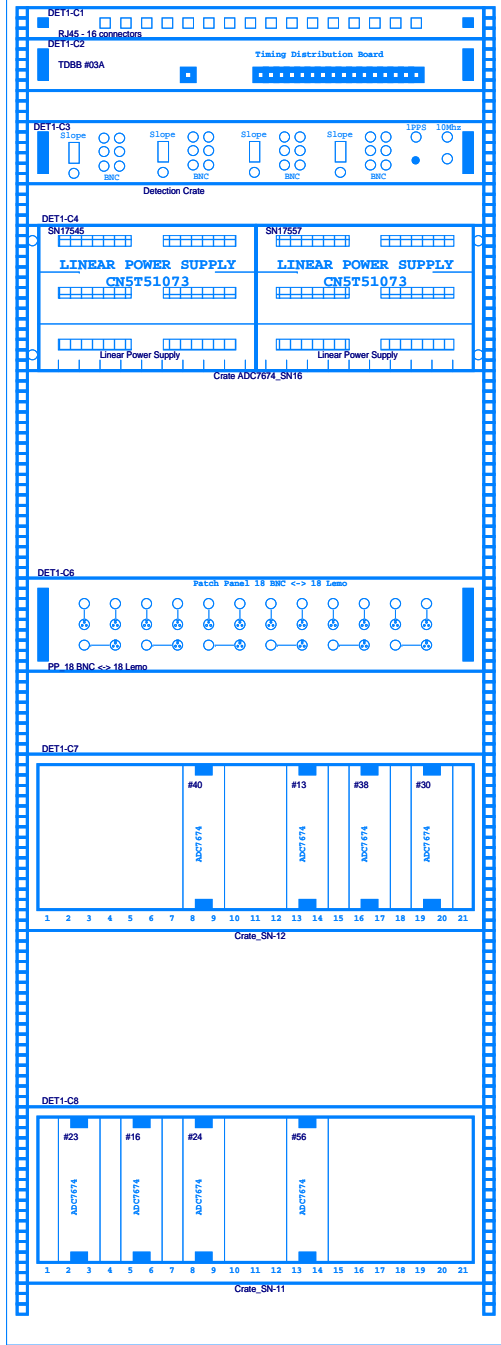 DET1-C1
RJ45 - 16 connectors
DET1-C2
Timing Distribution Board
TDBB #03A
DET1-C3
Slope Slope Slope Slope 1PPS 10Mhz
BNC BNC BNC BNC
Detection Crate
DET1-C4
SN17545 SN17557
LINEAR POWER SUPPLY LINEAR POWER SUPPLY
CN5T51073 CN5T51073
Linear Power Supply Linear Power Supply
Crate ADC7674_SN16
DET1-C6
Patch Panel 18 BNC <-> 18 Lemo
PP_18 BNC <-> 18 Lemo
DET1-C7
#40 #13 #38 #30
ADC7674 ADC7674 ADC7674 ADC7674
1 2 3 4 5 6 7 8 9 10 11 12 13 14 15 16 17 18 19 20 21
Crate_SN-12
DET1-C8
#23 #16 #24 #56
ADC7674 ADC7674 ADC7674 ADC7674
1 2 3 4 5 6 7 8 9 10 11 12 13 14 15 16 17 18 19 20 21
Crate_SN-11